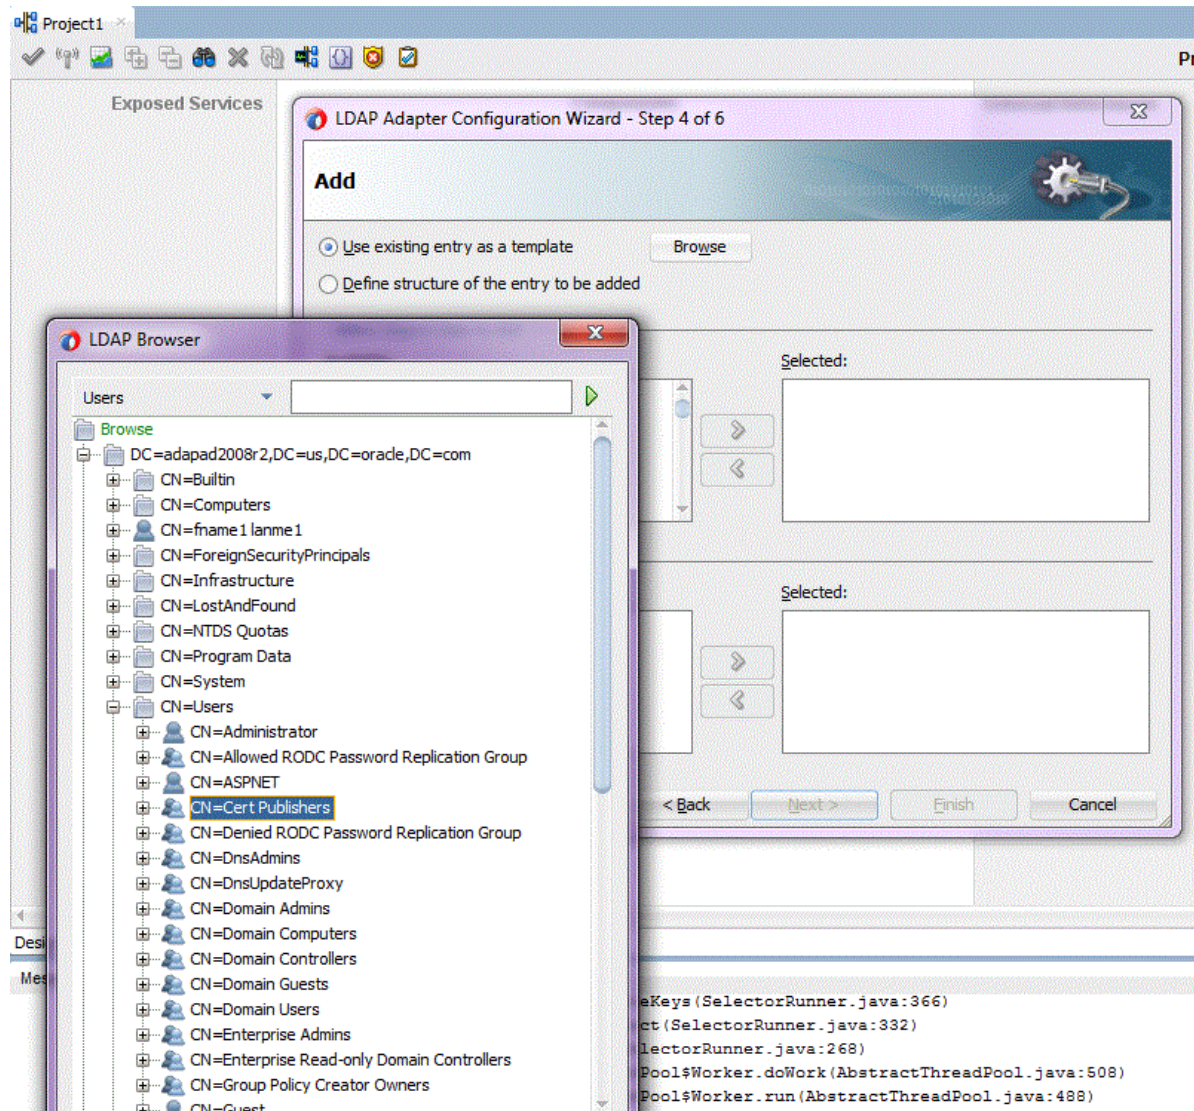 Project1
Pr
Exposed Services
LDAP Adapter Configuration Wizard - Step 4 of 6
Add
Use existing entry as a template
Browse
Define structure of the entry to be added
LDAP Browser
Users
Selected:
Browse
DC=adapad2008r2,DC=us,DC=oracle,DC=com
CN=Builtin
CN=Computers
CN=fname1 lanme1
CN=ForeignSecurityPrincipals
CN=Infrastructure
CN=LostAndFound
CN=NTDS Quotas
CN=Program Data
CN=System
CN=Users
CN=Administrator
CN=Allowed RODC Password Replication Group
CN=ASPNET
CN=Cert Publishers
CN=Denied RODC Password Replication Group
CN=DnsAdmins
CN=DnsUpdateProxy
CN=Domain Admins
CN=Domain Computers
CN=Domain Controllers
CN=Domain Guests
CN=Domain Users
CN=Enterprise Admins
CN=Enterprise Read-only Domain Controllers
CN=Group Policy Creator Owners
CN=Guest
Selected:
< Back
Next >
Finish
Cancel
Desi
Mes
eKeys(SelectorRunner.java:366)
ct(SelectorRunner.java:332)
lectorRunner.java:268)
Pool$Worker.doWork(AbstractThreadPool.java:508)
Pool$Worker.run(AbstractThreadPool.java:488)